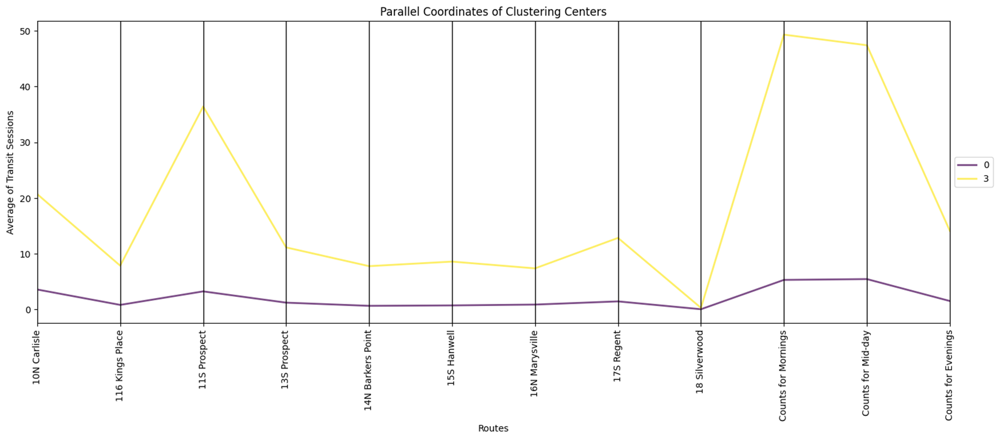 Parallel Coordinates of Clustering Centers
Average of Transit Sessions
50
40
30
20
10
0
10N Carlisle
116 Kings Place
11S Prospect
13S Prospect
14N Barkers Point
15S Hanwell
16N Marysville
17S Regent
18 Silverwood
Counts for Mornings
Counts for Mid-day
Counts for Evenings
Routes
0
3